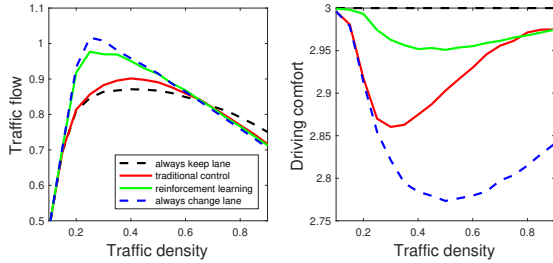 1.1
1
0.9
0.8
0.7
0.6
0.5
Traffic flow
always keep lane
traditional control
reinforcement learning
always change lane
0.2 0.4 0.6 0.8
Traffic density
3
2.95
2.9
2.85
2.8
2.75
Driving comfort
0.2 0.4 0.6 0.8
Traffic density